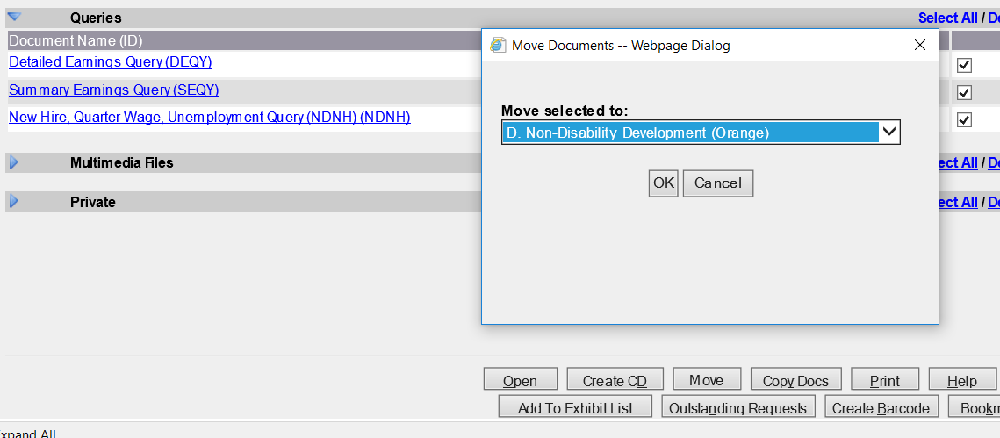 Queries
Select All / De
Document Name (ID)
Detailed Earnings Query (DEQY)
Summary Earnings Query (SEQY)
New Hire, Quarter Wage, Unemployment Query (NDNH) (NDNH)
Move Documents -- Webpage Dialog
Move selected to:
D. Non-Disability Development (Orange)
OK Cancel
Multimedia Files
ect All / De
Private
ect All / De
Open Create CD Move Copy Docs Print Help
Add To Exhibit List Outstanding Requests Create Barcode Bookm
xpand All